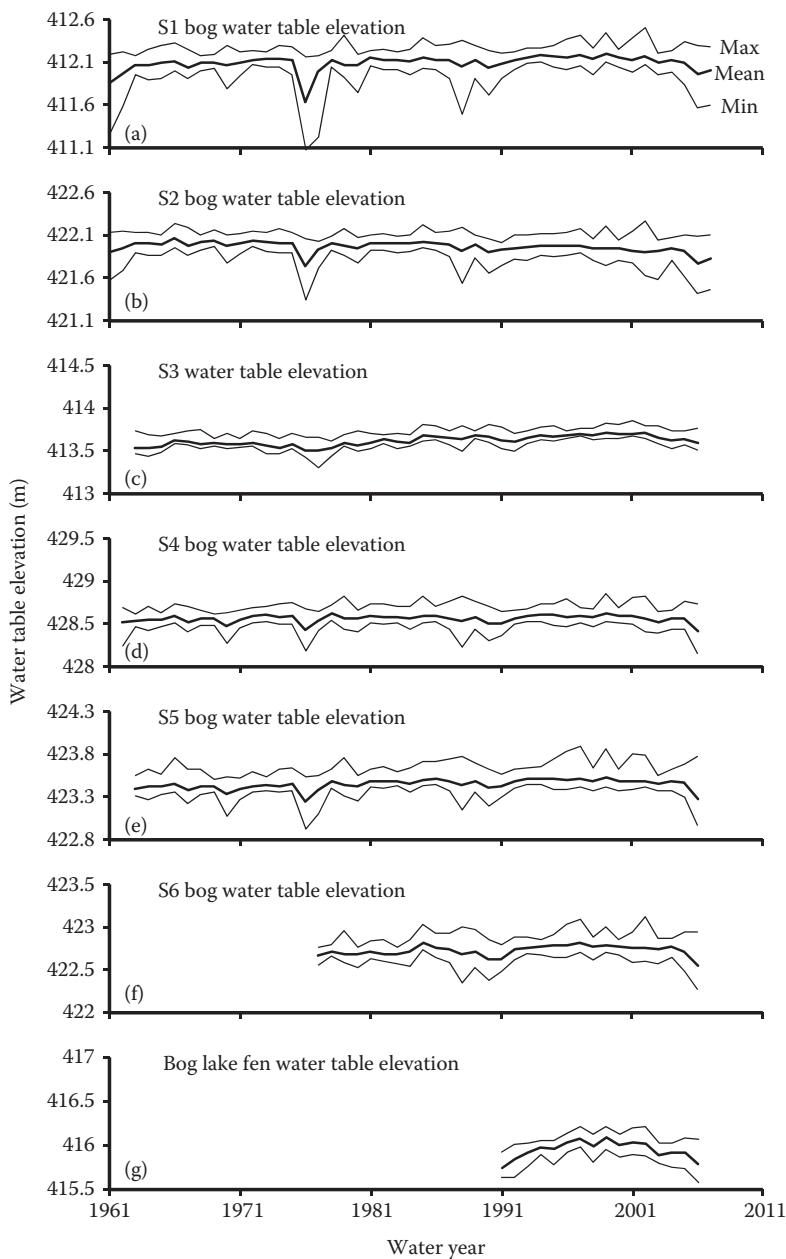 412.6
412.1
411.6
411.1
S1 bog water table elevation
Max
Mean
Min
(a)
422.6
422.1
421.6
421.1
S2 bog water table elevation
(b)
414.5
414
413.5
413
S3 water table elevation
(c)
429.5
429
428.5
428
S4 bog water table elevation
(d)
424.3
423.8
423.3
422.8
S5 bog water table elevation
(e)
423.5
423
422.5
422
S6 bog water table elevation
(f)
417
416.5
416
415.5
Bog lake fen water table elevation
(g)
1961
1971
1981
1991
2001
2011
Water year
Water table elevation (m)